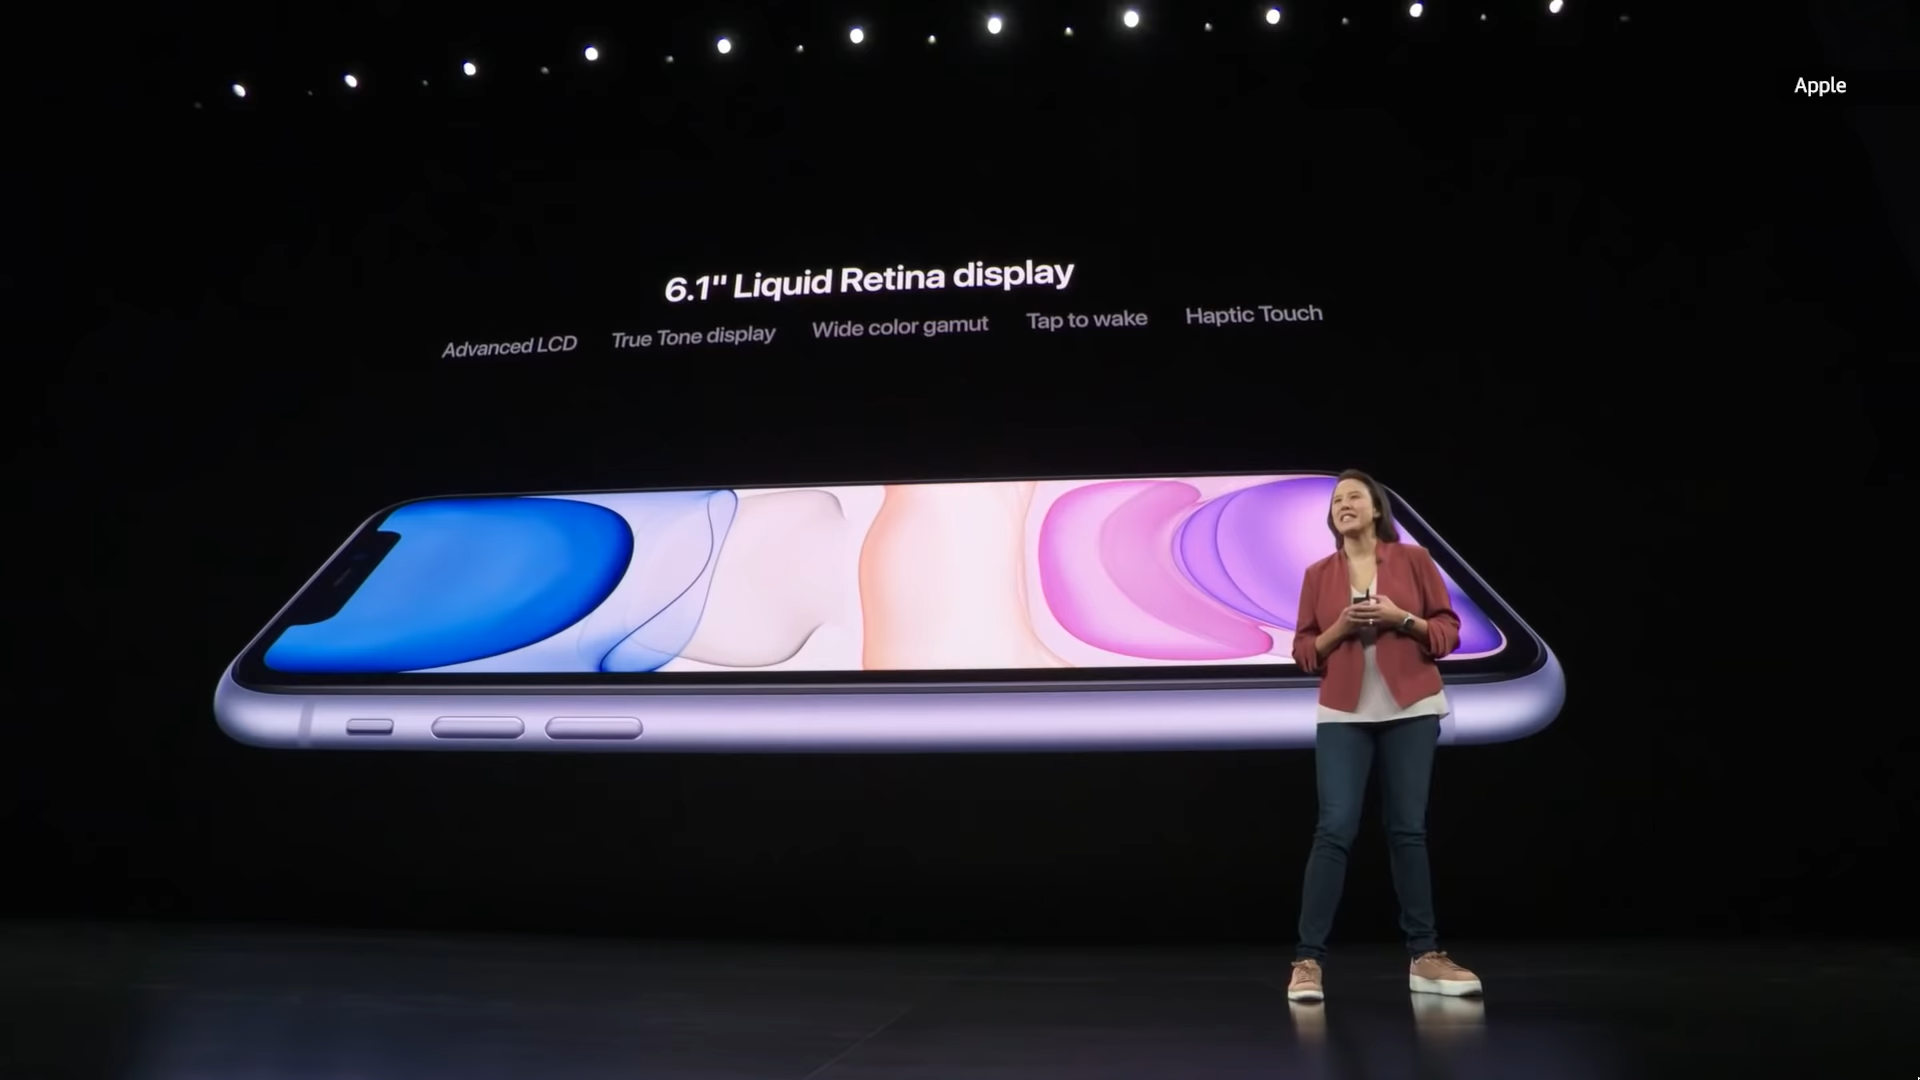 Apple
6.1" Liquid Retina display
Advanced LCD True Tone display Wide color gamut Tap to wake Haptic Touch